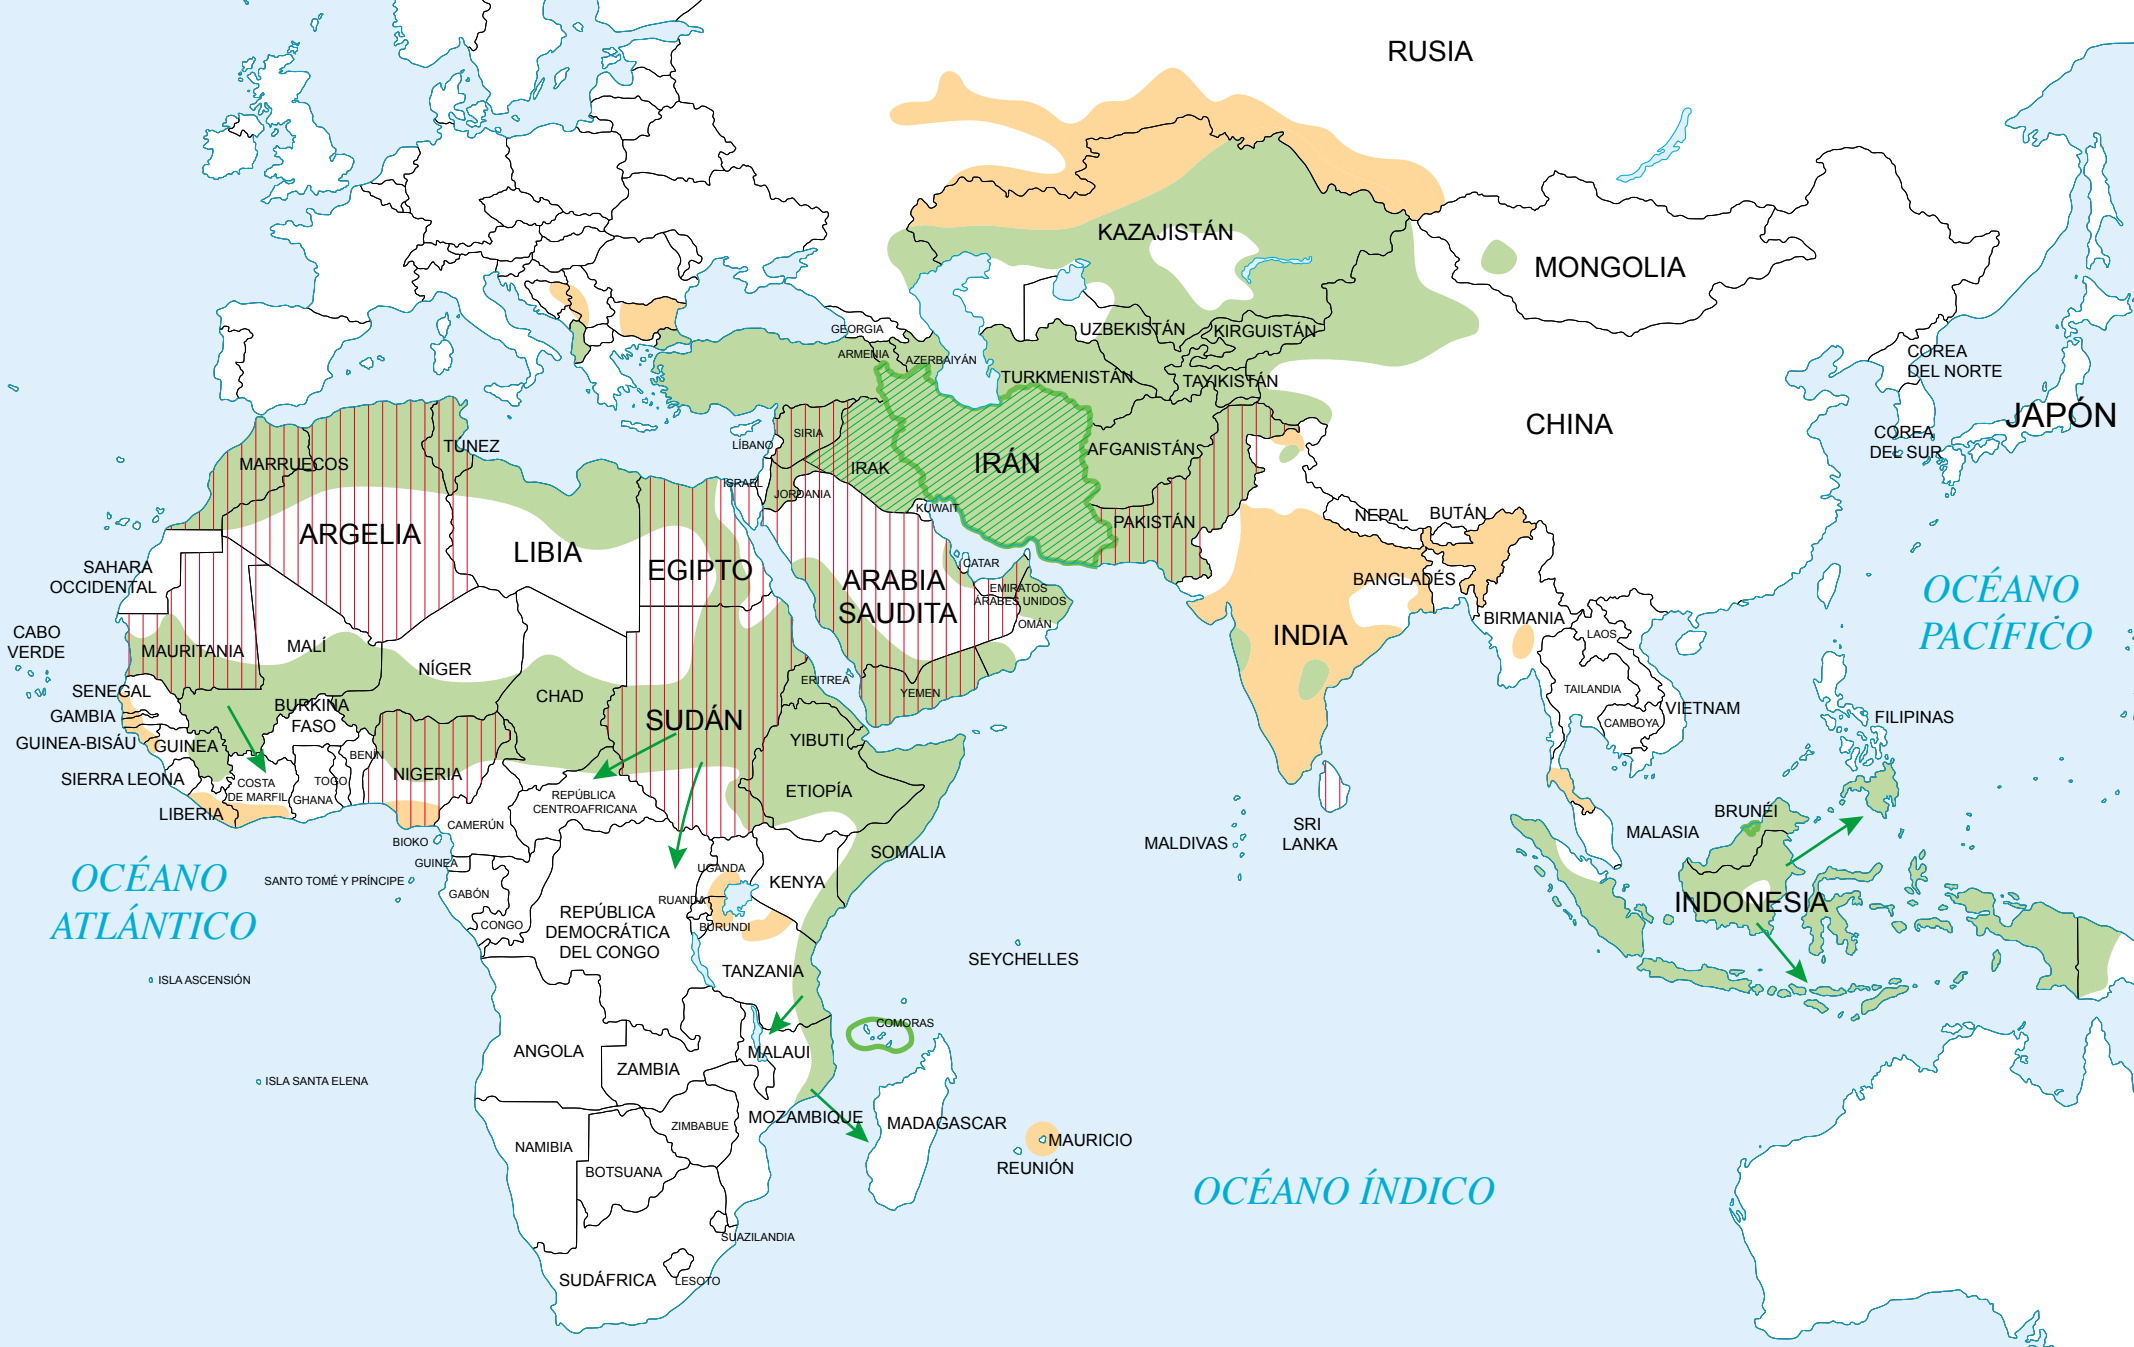 RUSIA
KAZAJISTÁN
MONGOLIA
GEORGIA
UZBEKISTÁN
KIRGUISTÁN
ARMENIA
AZERBAIYÁN
TURKMENISTÁN
TAYIKISTÁN
COREA
DEL NORTE
JAPÓN
CHINA
COREA
DEL SUR
TÚNEZ
LÍBANO
SIRIA
MARRUECOS
IRAK
IRÁN
AFGANISTÁN
ISRAEL
JORDANIA
KUWAIT
PAKISTÁN
NEPAL
BUTÁN
ARGELIA
LIBIA
EGIPTO
SAHARA
OCCIDENTAL
CATAR
ARABIA
SAUDITA
EMIRATOS
ÁRABES UNIDOS
OMÁN
BANGLADÉS
OCÉANO
PACÍFICO
BIRMANIA
LAOS
CABO
VERDE
MAURITANIA
MALÍ
NÍGER
INDIA
SENEGAL
CHAD
ERITREA
YEMEN
TAILANDIA
GAMBIA
BURKINA
FASO
SUDÁN
VIETNAM
CAMBOYA
FILIPINAS
GUINEA-BISÁU
GUINEA
BENÍN
YIBUTI
SIERRA LEONA
COSTA
DE MARFIL
TOGO
GHANA
NIGERIA
REPÚBLICA
CENTROAFRICANA
ETIOPÍA
LIBERIA
CAMERÚN
BRUNÉI
MALASIA
SRI
LANKA
MALDIVAS
BIOKO
GUINEA
UGANDA
SOMALIA
OCÉANO
ATLÁNTICO
SANTO TOMÉ Y PRÍNCIPE
GABÓN
KENYA
RUANDA
CONGO
REPÚBLICA
DEMOCRÁTICA
DEL CONGO
BURUNDI
INDONESIA
ISLA ASCENSIÓN
TANZANIA
SEYCHELLES
COMORAS
ANGOLA
ZAMBIA
MALAUI
ISLA SANTA ELENA
MOZAMBIQUE
MADAGASCAR
ZIMBABUE
MAURICIO
NAMIBIA
REUNIÓN
BOTSUANA
OCÉANO ÍNDICO
SUAZILANDIA
SUDÁFRICA
LESOTO